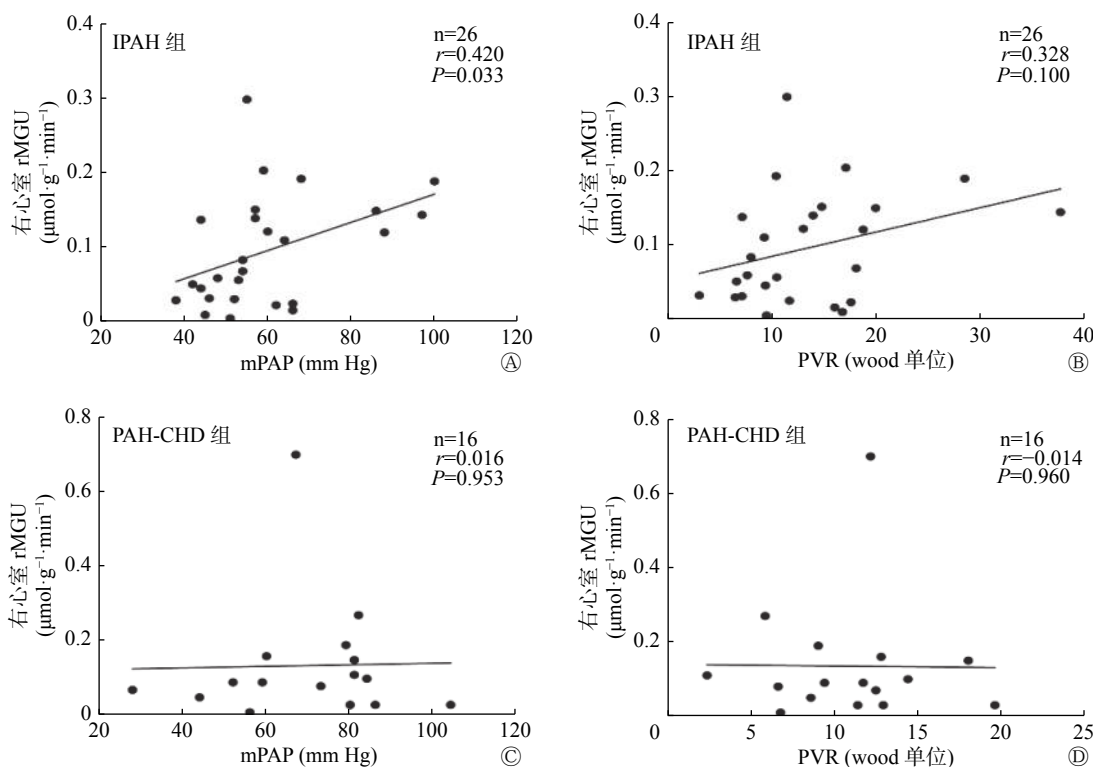 IPAH 组
n=26
r=0.420
P=0.033
右心室 rMGU
(μmol·g⁻¹·min⁻¹)
0.4
0.3
0.2
0.1
0
20 40 60 80 100 120
mPAP (mm Hg)
Ⓐ
IPAH 组
n=26
r=0.328
P=0.100
右心室 rMGU
(μmol·g⁻¹·min⁻¹)
0.4
0.3
0.2
0.1
0
0 10 20 30 40
PVR (wood 单位)
Ⓑ
PAH-CHD 组
n=16
r=0.016
P=0.953
右心室 rMGU
(μmol·g⁻¹·min⁻¹)
0.8
0.6
0.4
0.2
0
20 40 60 80 100 120
mPAP (mm Hg)
Ⓒ
PAH-CHD 组
n=16
r=−0.014
P=0.960
右心室 rMGU
(μmol·g⁻¹·min⁻¹)
0.8
0.6
0.4
0.2
0
0 5 10 15 20 25
PVR (wood 单位)
Ⓓ